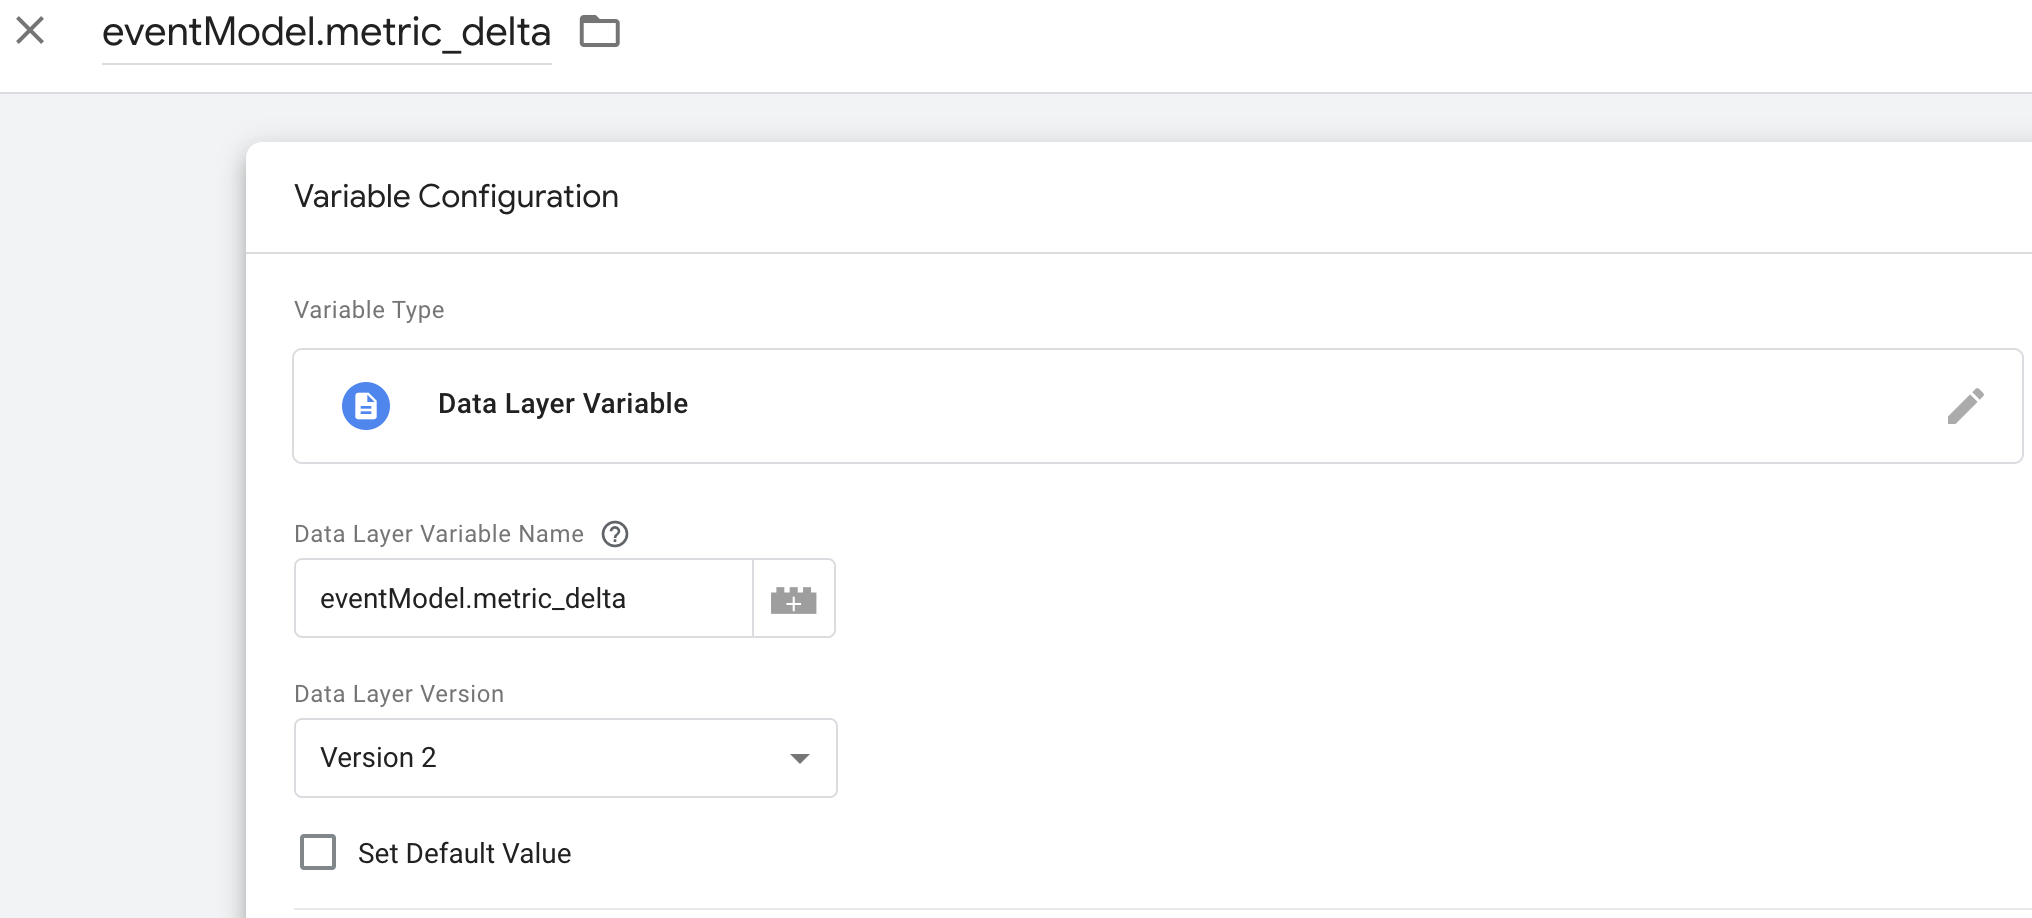 eventModel.metric_delta
Variable Configuration
Variable Type
Data Layer Variable
Data Layer Variable Name
eventModel.metric_delta
Data Layer Version
Version 2
Set Default Value